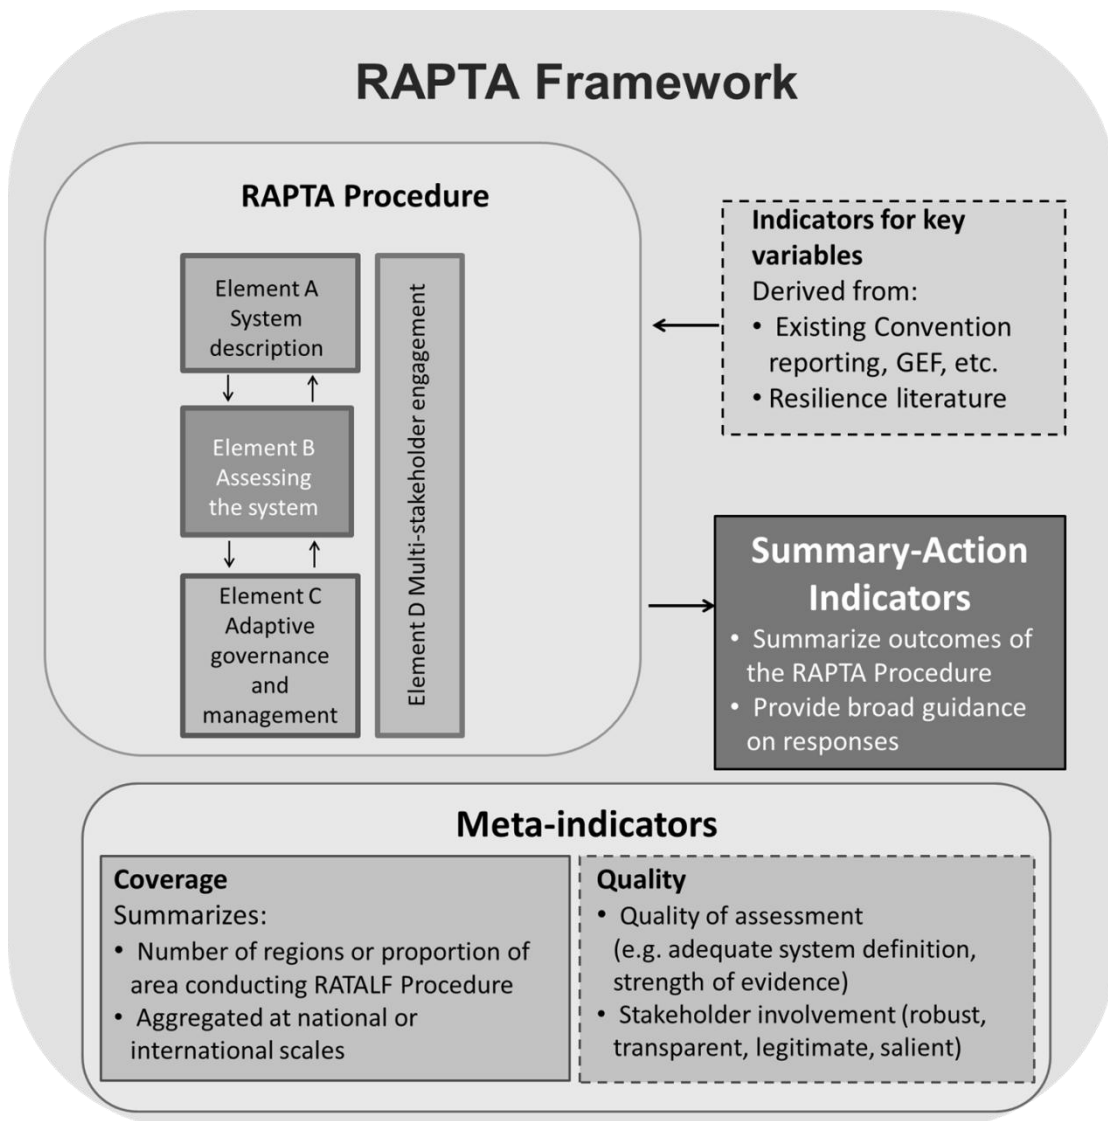 RAPTA Framework
RAPTA Procedure
Element A
System
description
Element B
Assessing
the system
Element C
Adaptive
governance
and
management
Element D Multi-stakeholder engagement
Indicators for key
variables
Derived from:
• Existing Convention
reporting, GEF, etc.
• Resilience literature
Summary-Action
Indicators
• Summarize outcomes of
the RAPTA Procedure
• Provide broad guidance
on responses
Meta-indicators
Coverage
Summarizes:
• Number of regions or proportion of
area conducting RATALF Procedure
• Aggregated at national or
international scales
Quality
• Quality of assessment
(e.g. adequate system definition,
strength of evidence)
• Stakeholder involvement (robust,
transparent, legitimate, salient)